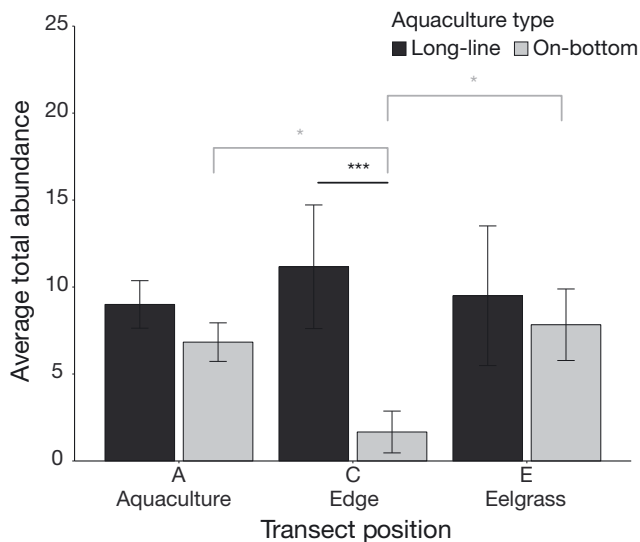 25
20
15
10
5
0
Average total abundance
Aquaculture type
Long-line On-bottom
*
*
***
A C E
Aquaculture Edge Eelgrass
Transect position